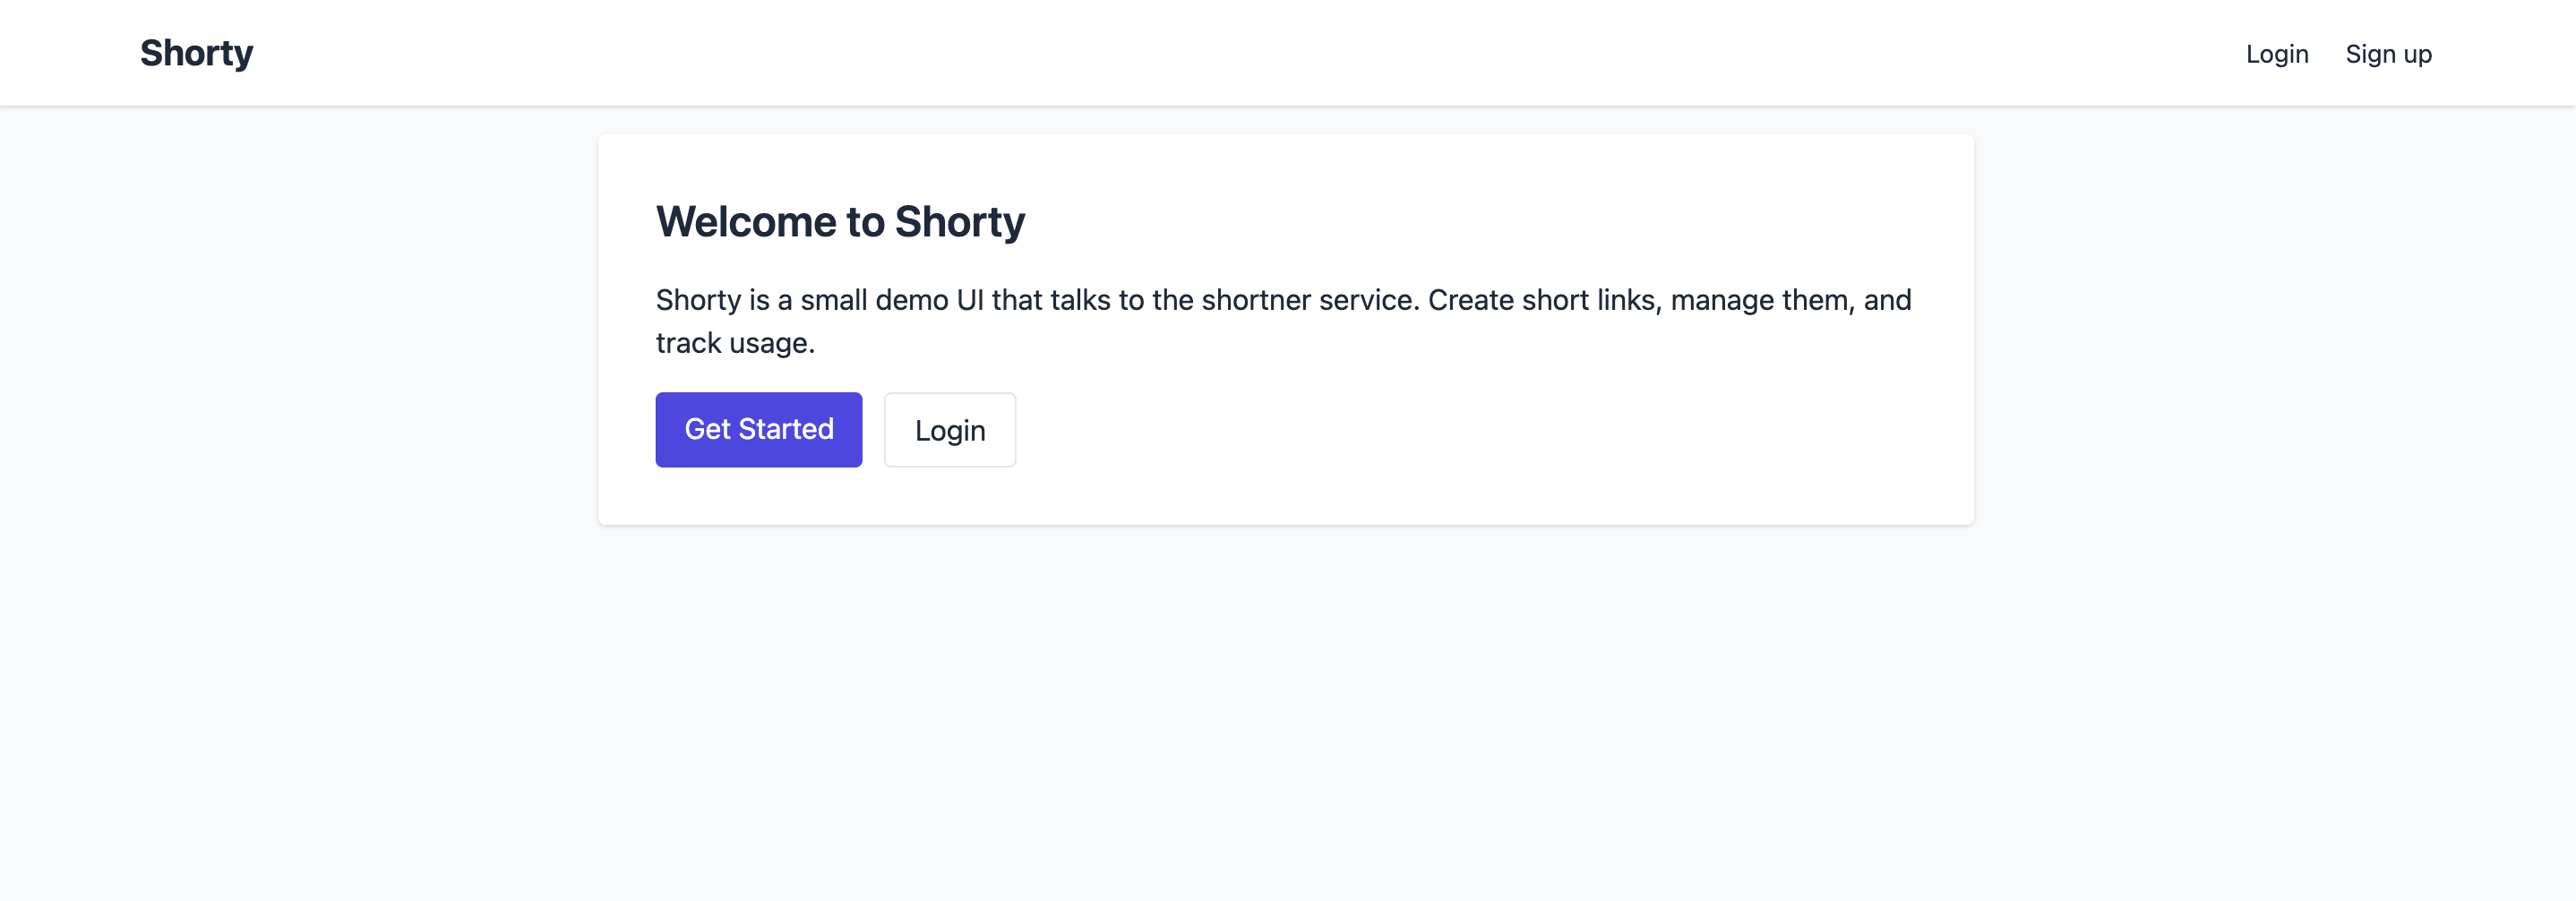 Shorty
Login
Sign up
Welcome to Shorty
Shorty is a small demo UI that talks to the shortner service. Create short links, manage them, and
track usage.
Get Started
Login